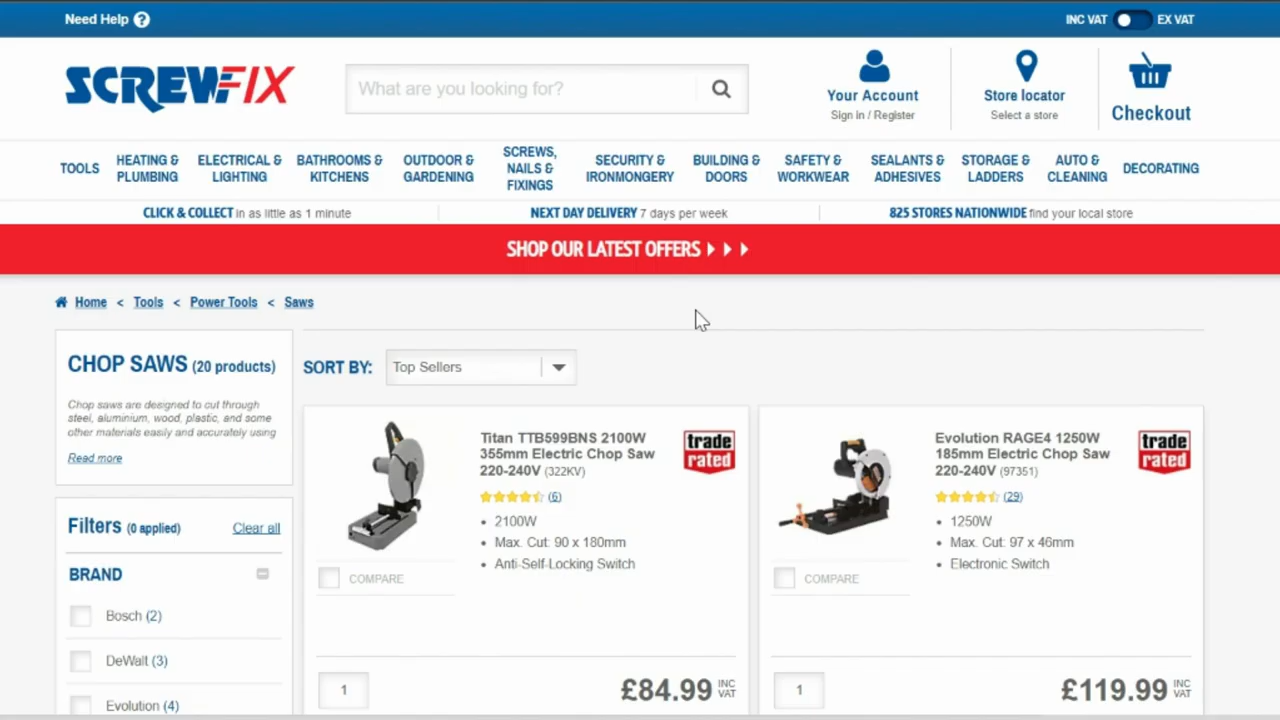 Need Help ?
INC VAT EX VAT
SCREWFIX
What are you looking for?
Your Account
Sign in / Register
Store locator
Select a store
Checkout
TOOLS
HEATING &
PLUMBING
ELECTRICAL &
LIGHTING
BATHROOMS &
KITCHENS
OUTDOOR &
GARDENING
SCREWS,
NAILS &
FIXINGS
SECURITY &
IRONMONGERY
BUILDING &
DOORS
SAFETY &
WORKWEAR
SEALANTS &
ADHESIVES
STORAGE &
LADDERS
AUTO &
CLEANING
DECORATING
CLICK & COLLECT in as little as 1 minute
NEXT DAY DELIVERY 7 days per week
825 STORES NATIONWIDE find your local store
SHOP OUR LATEST OFFERS
Home < Tools < Power Tools < Saws
CHOP SAWS (20 products)
Chop saws are designed to cut through
steel, aluminium, wood, plastic, and some
other materials easily and accurately using
Read more
Filters (0 applied) Clear all
BRAND
Bosch (2)
DeWalt (3)
Evolution (4)
SORT BY: Top Sellers
Titan TTB599BNS 2100W
355mm Electric Chop Saw
220-240V (322KV)
trade
rated
(6)
• 2100W
• Max. Cut: 90 x 180mm
• Anti-Self-Locking Switch
COMPARE
1
£84.99 INC
VAT
Evolution RAGE4 1250W
185mm Electric Chop Saw
220-240V (97351)
trade
rated
(29)
• 1250W
• Max. Cut: 97 x 46mm
• Electronic Switch
COMPARE
1
£119.99 INC
VAT